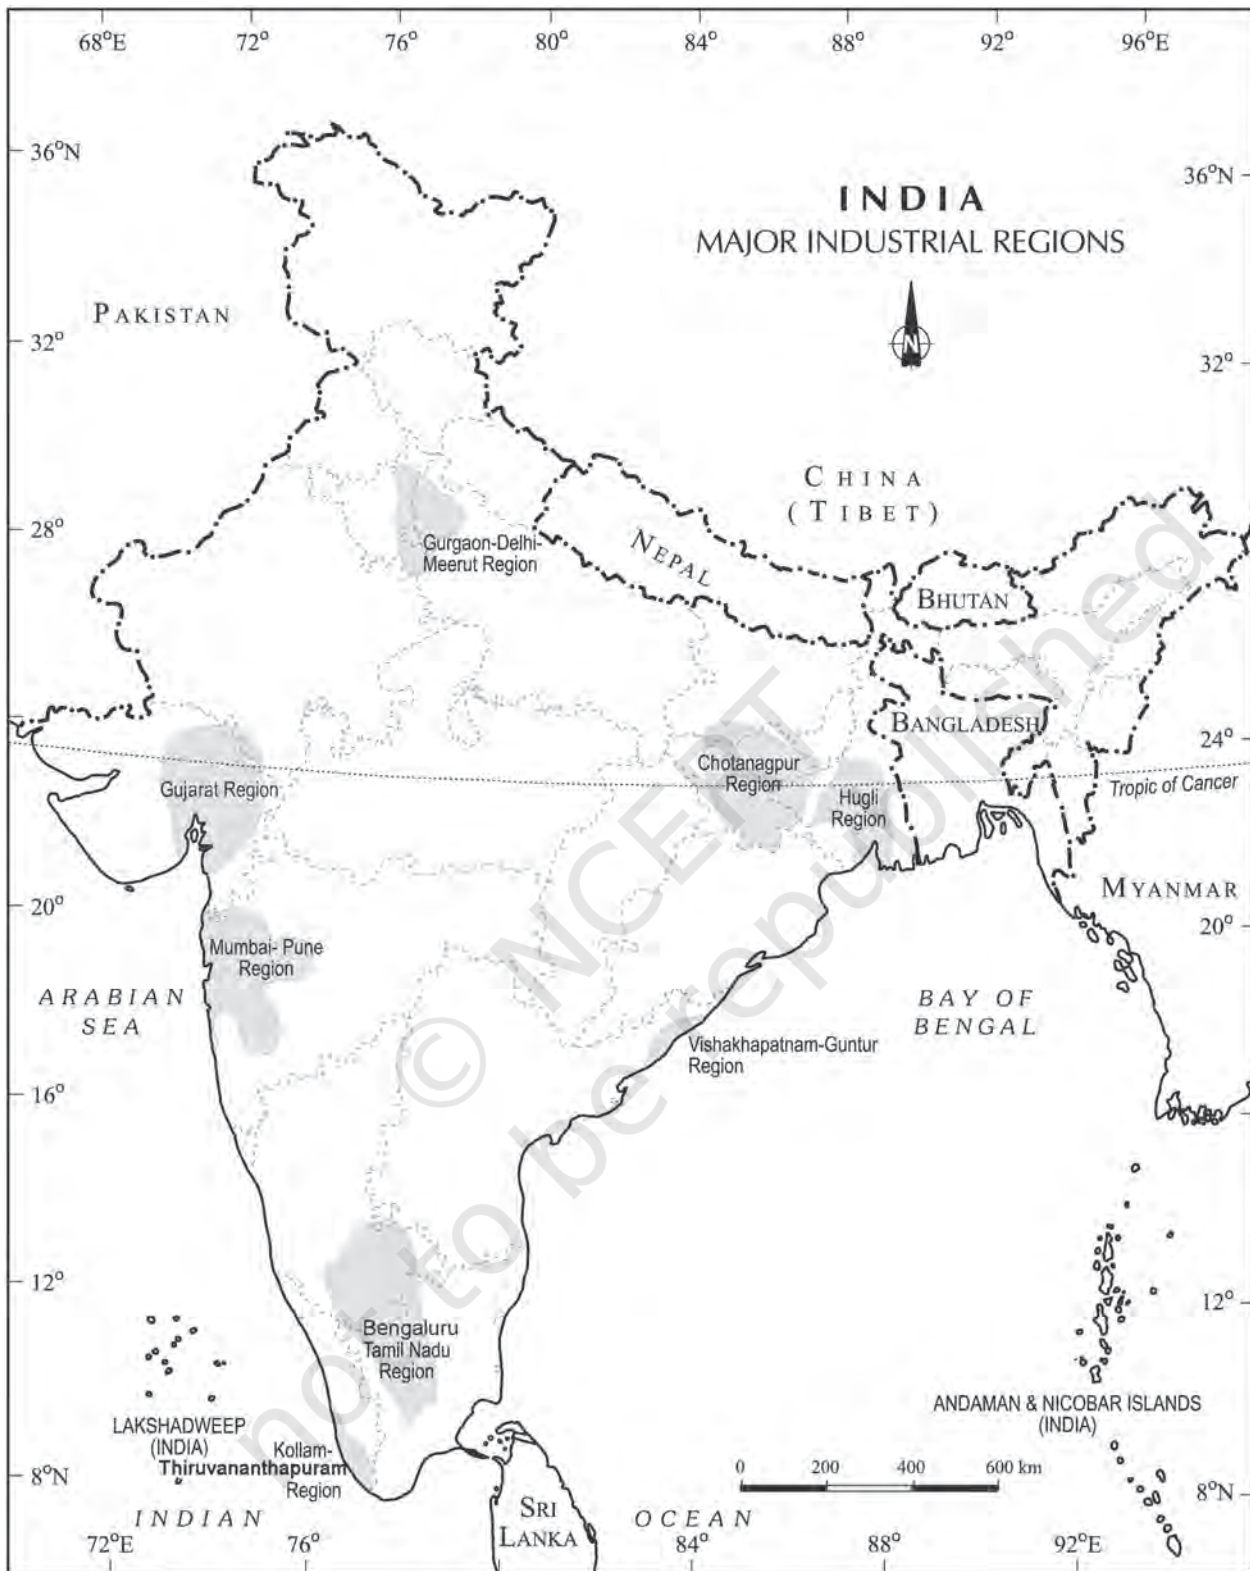 68°E 72° 76° 80° 84° 88° 92° 96°E
36°N
36°N
INDIA
MAJOR INDUSTRIAL REGIONS
N
PAKISTAN
32°
32°
CHINA
(TIBET)
28°
28°
Gurgaon-Delhi-
Meerut Region
NEPAL
BHUTAN
BANGLADESH
24°
Chotanagpur
Region
Gujarat Region
Hugli
Region
Tropic of Cancer
MYANMAR
20°
20°
Mumbai- Pune
Region
ARABIAN
SEA
BAY OF
BENGAL
Vishakhapatnam-Guntur
Region
16°
© NCERT
not to be republished
12°
12°
Bengaluru
Tamil Nadu
Region
LAKSHADWEEP
(INDIA)
ANDAMAN & NICOBAR ISLANDS
(INDIA)
Kollam-
Thiruvananthapuram
Region
8°N
8°N
0 200 400 600 km
SRI
LANKA
INDIAN OCEAN
72°E 76° 84° 88° 92°E